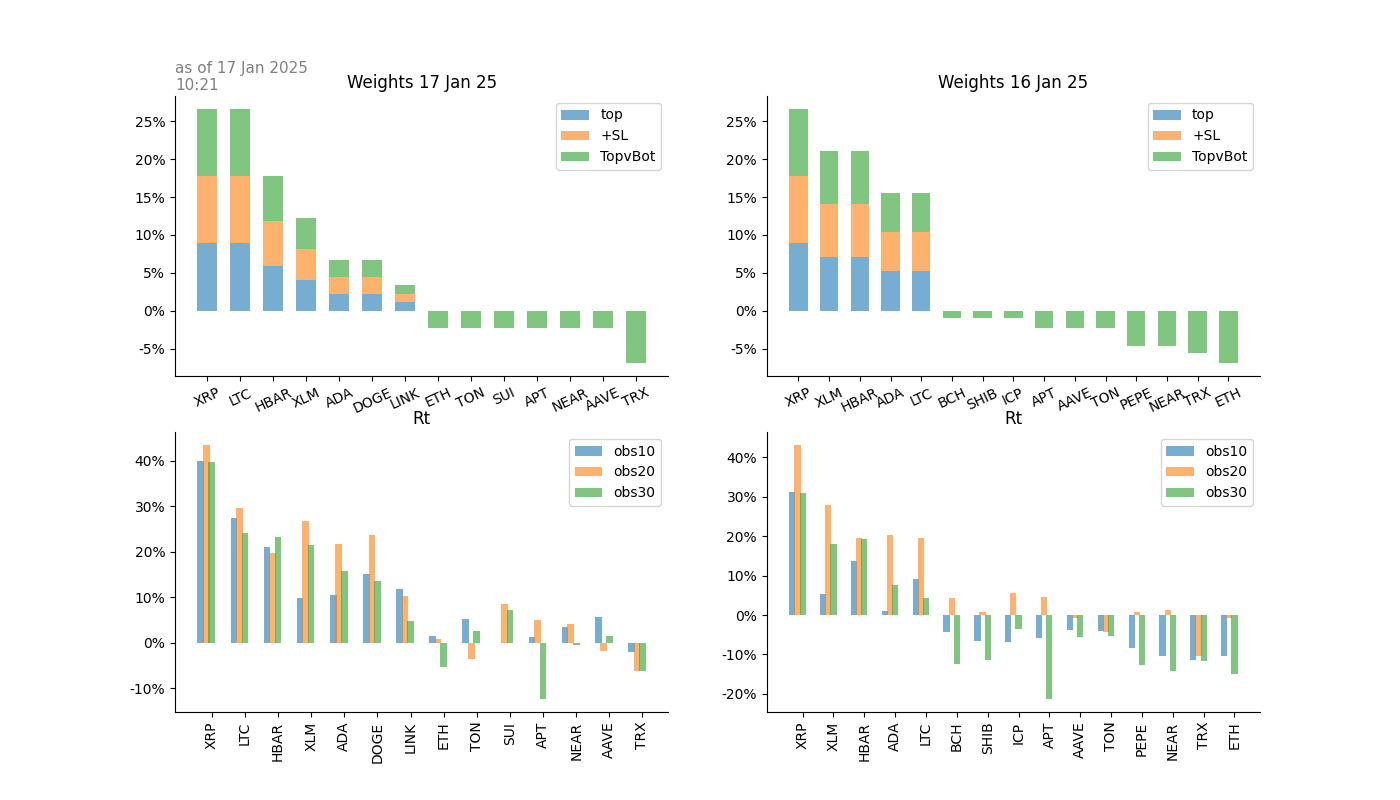 as of 17 Jan 2025
10:21
Weights 17 Jan 25
25%
20%
15%
10%
5%
0%
-5%
top
+SL
TopvBot
XRP LTC HBAR XLM ADA DOGE LINK ETH TON SUI APT NEAR AAVE TRX
Weights 16 Jan 25
25%
20%
15%
10%
5%
0%
-5%
top
+SL
TopvBot
XRP XLM HBAR ADA LTC BCH SHIB ICP APT AAVE TON PEPE NEAR TRX ETH
Rt
40%
30%
20%
10%
0%
-10%
obs10
obs20
obs30
XRP LTC HBAR XLM ADA DOGE LINK ETH TON SUI APT NEAR AAVE TRX
Rt
40%
30%
20%
10%
0%
-10%
-20%
obs10
obs20
obs30
XRP XLM HBAR ADA LTC BCH SHIB ICP APT AAVE TON PEPE NEAR TRX ETH